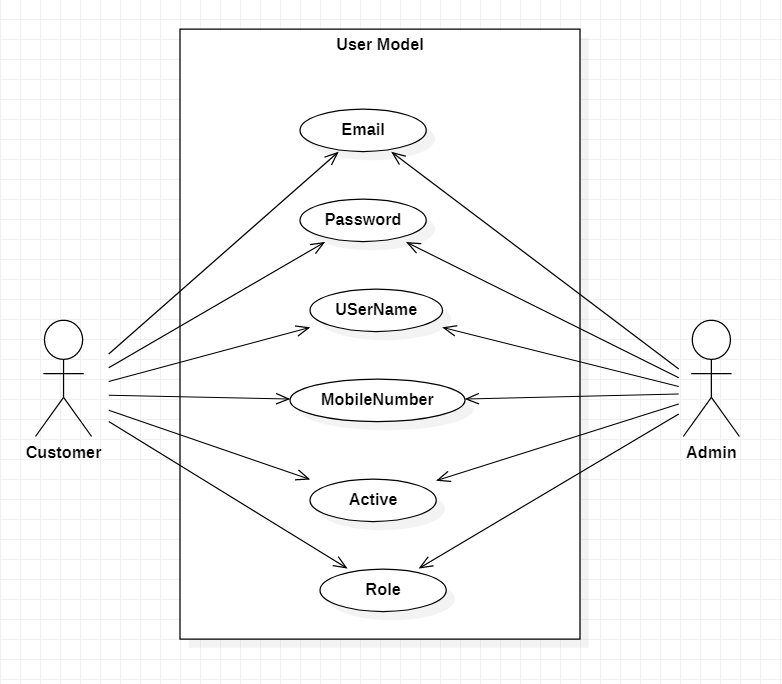 User Model
Email
Password
USerName
MobileNumber
Active
Role
Customer
Admin